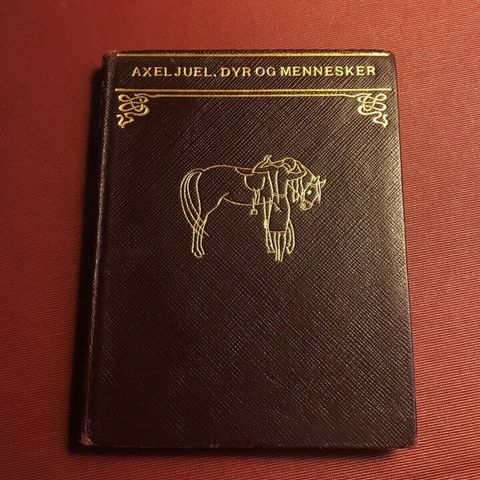 AXEL JUEL, DYR OG MENNESKER